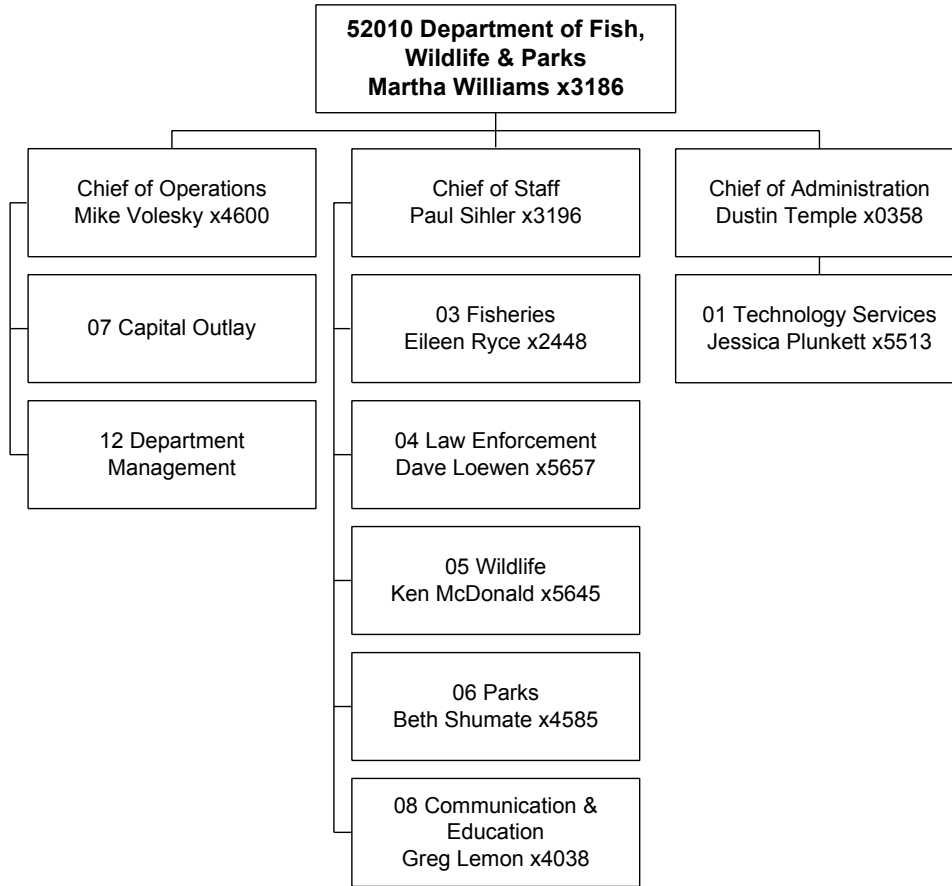 52010 Department of Fish,
Wildlife & Parks
Martha Williams x3186
Chief of Operations
Mike Volesky x4600
07 Capital Outlay
12 Department
Management
Chief of Staff
Paul Sihler x3196
03 Fisheries
Eileen Ryce x2448
04 Law Enforcement
Dave Loewen x5657
05 Wildlife
Ken McDonald x5645
06 Parks
Beth Shumate x4585
08 Communication &
Education
Greg Lemon x4038
Chief of Administration
Dustin Temple x0358
01 Technology Services
Jessica Plunkett x5513